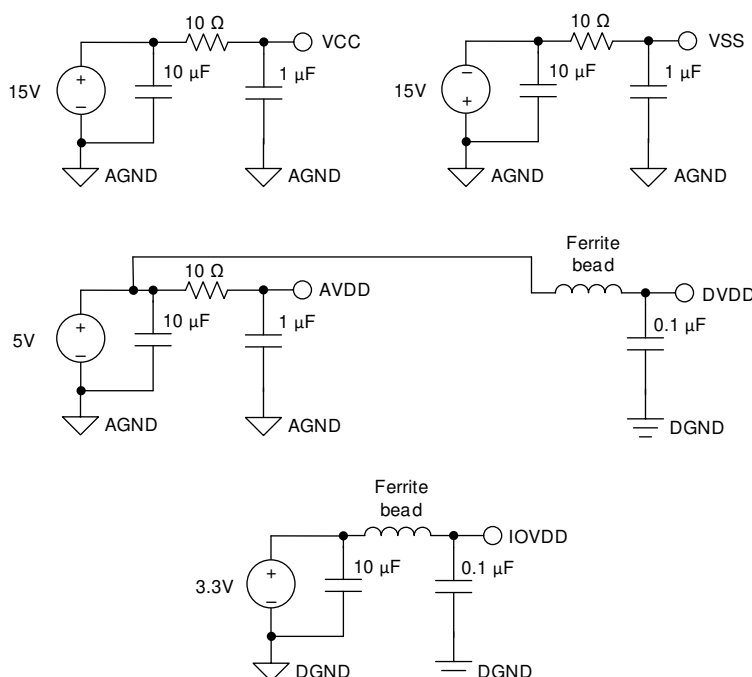 10 Ω
VCC
10 µF
1 µF
15V
+
−
AGND
AGND
10 Ω
VSS
10 µF
1 µF
15V
−
+
AGND
AGND
Ferrite
bead
10 Ω
AVDD
DVDD
10 µF
1 µF
0.1 µF
5V
+
−
AGND
AGND
DGND
Ferrite
bead
IOVDD
10 µF
0.1 µF
3.3V
+
−
DGND
DGND